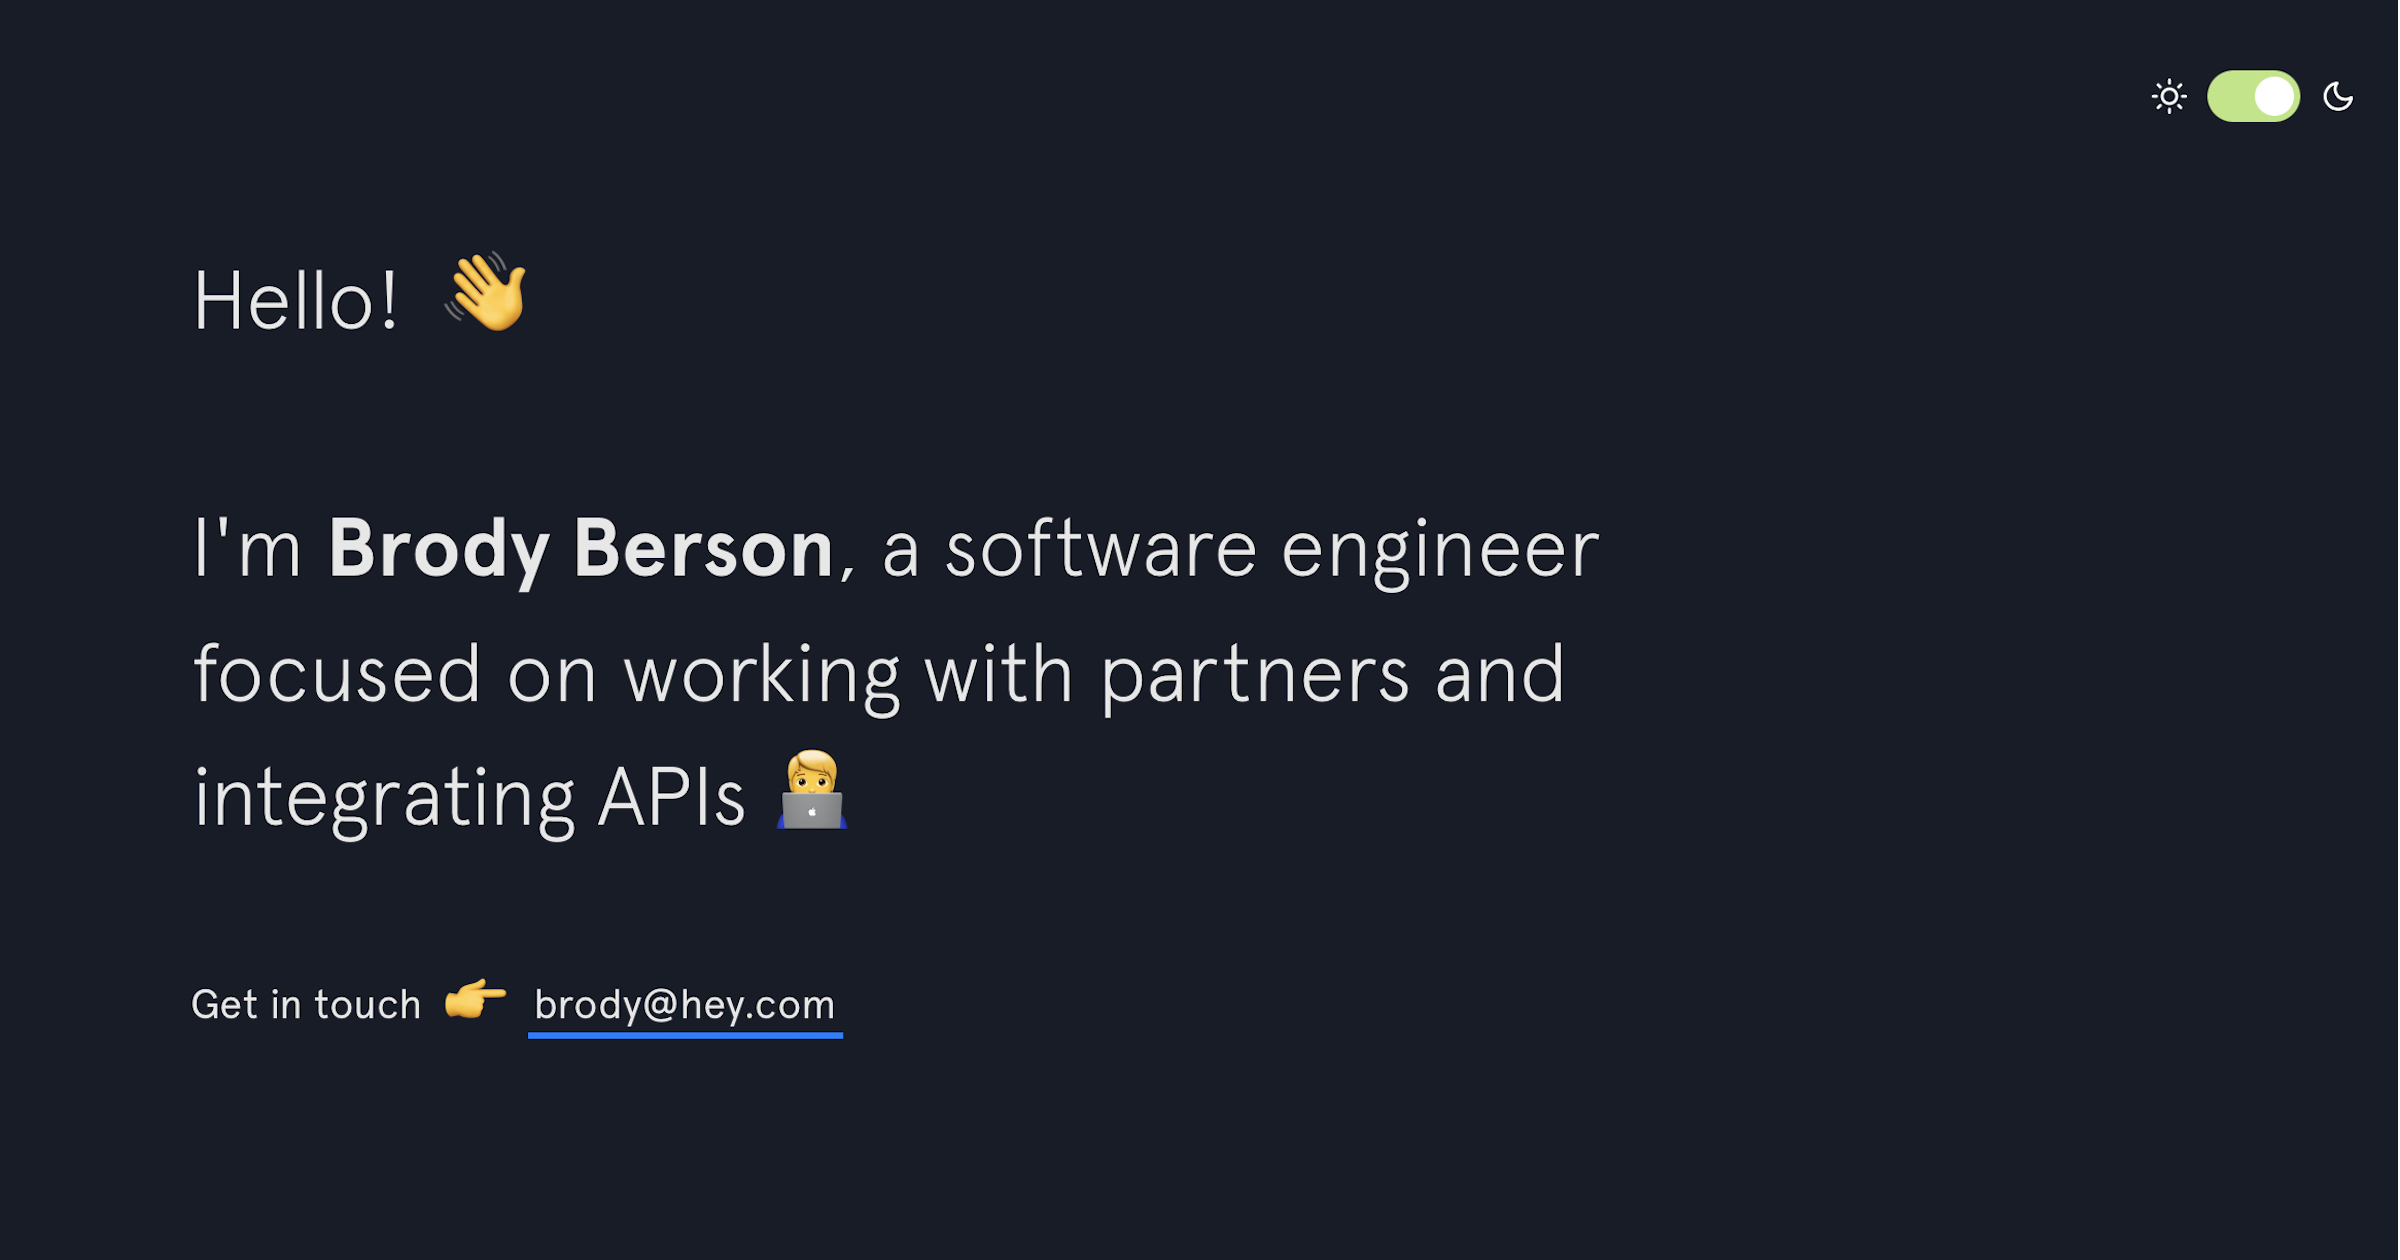 Hello! 👋
I'm Brody Berson, a software engineer
focused on working with partners and
integrating APIs 👨‍💻
Get in touch 👉 brody@hey.com